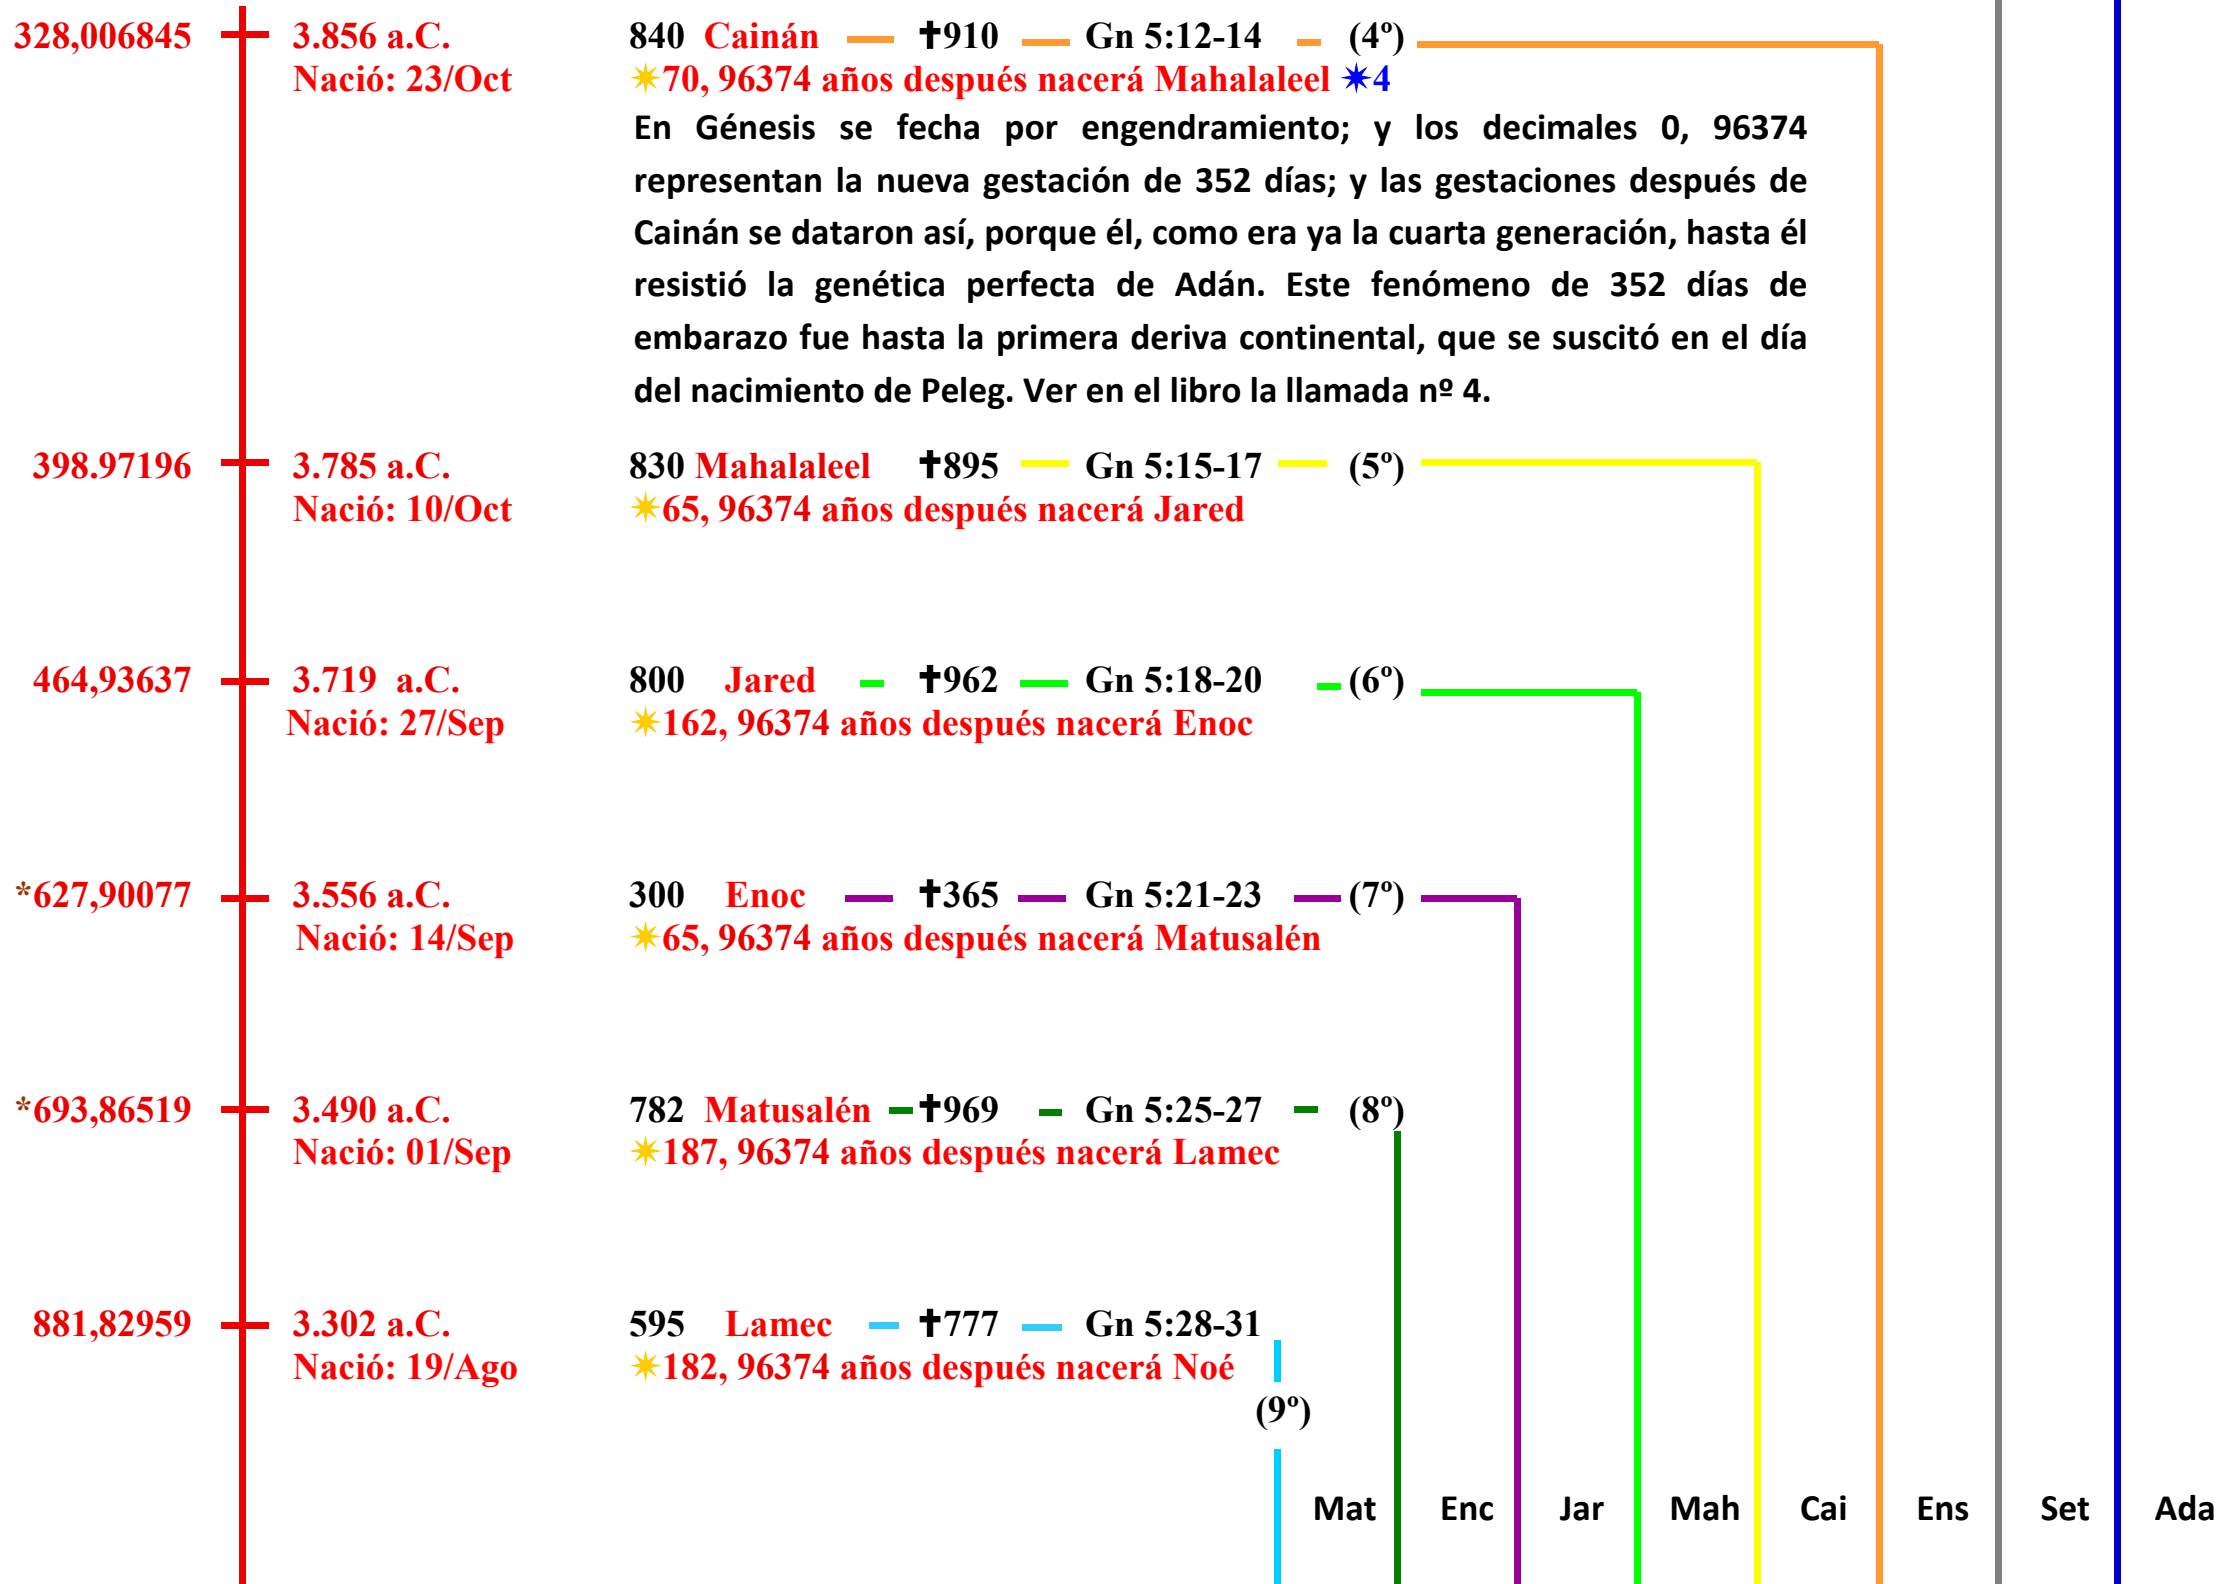 328,006845 3.856 a.C. 840 Cainán ✝910 Gn 5:12-14 (4º)
Nació: 23/Oct ✷70, 96374 años después nacerá Mahalaleel ✷4
En Génesis se fecha por engendramiento; y los decimales 0, 96374
representan la nueva gestación de 352 días; y las gestaciones después de
Cainán se dataron así, porque él, como era ya la cuarta generación, hasta él
resistió la genética perfecta de Adán. Este fenómeno de 352 días de
embarazo fue hasta la primera deriva continental, que se suscitó en el día
del nacimiento de Peleg. Ver en el libro la llamada nº 4.
398.97196 3.785 a.C. 830 Mahalaleel ✝895 Gn 5:15-17 (5º)
Nació: 10/Oct ✷65, 96374 años después nacerá Jared
464,93637 3.719 a.C. 800 Jared ✝962 Gn 5:18-20 (6º)
Nació: 27/Sep ✷162, 96374 años después nacerá Enoc
*627,90077 3.556 a.C. 300 Enoc ✝365 Gn 5:21-23 (7º)
Nació: 14/Sep ✷65, 96374 años después nacerá Matusalén
*693,86519 3.490 a.C. 782 Matusalén ✝969 Gn 5:25-27 (8º)
Nació: 01/Sep ✷187, 96374 años después nacerá Lamec
881,82959 3.302 a.C. 595 Lamec ✝777 Gn 5:28-31
Nació: 19/Ago ✷182, 96374 años después nacerá Noé
(9º)
Mat Enc Jar Mah Cai Ens Set Ada